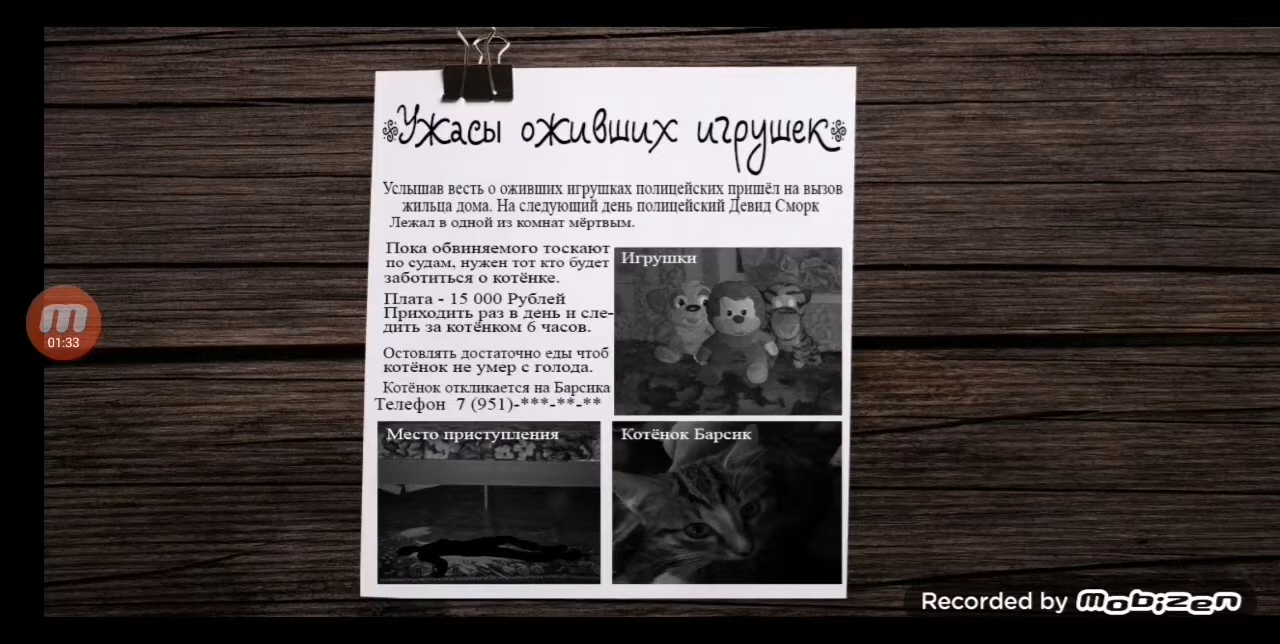 Ужасы оживших игрушек
Услышав весть о оживших игрушках полицейских пришёл на вызов
жильца дома. На следующий день полицейский Девид Сморк
Лежал в одной из комнат мёртвым.
Пока обвиняемого тоскают
по судам, нужен тот кто будет
заботиться о котёнке.
Плата - 15 000 Рублей
Приходить раз в день и сле-
дить за котёнком 6 часов.
Остовлять достаточно еды чтоб
котёнок не умер с голода.
Котёнок откликается на Барсика
Телефон 7 (951)-***-**-**
Игрушки
Место приступления
Котёнок Барсик
01:33
Recorded by mobizen